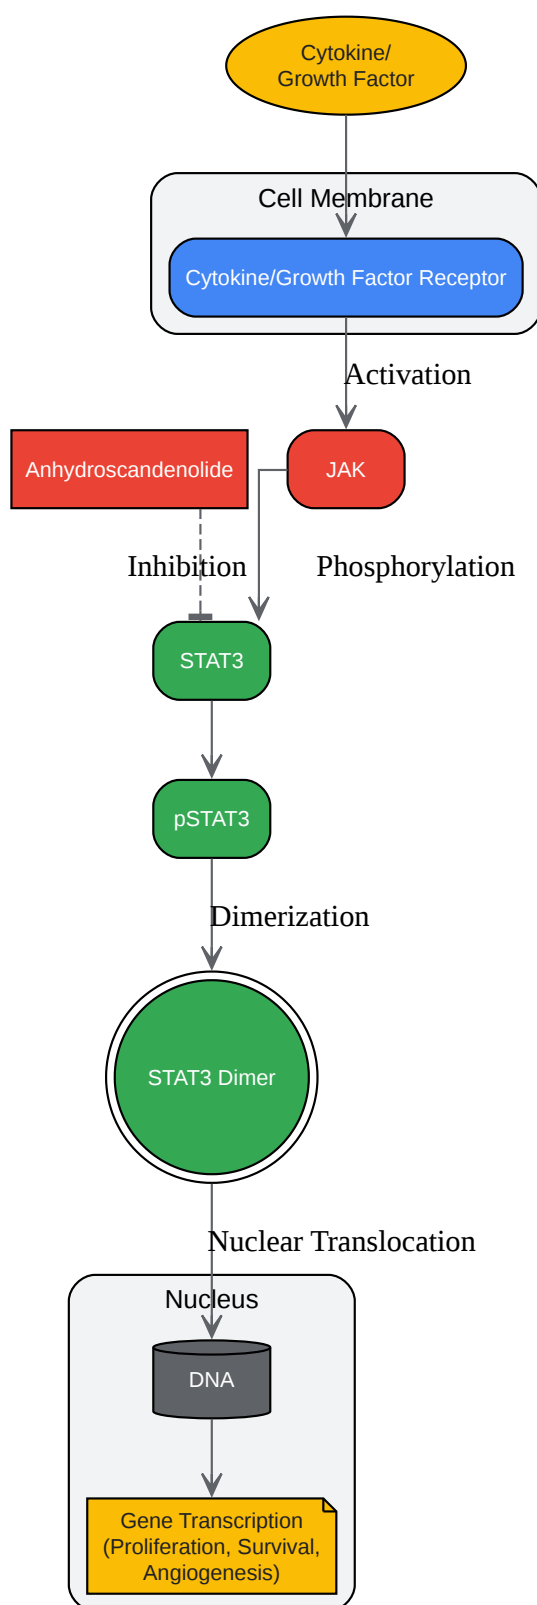 Cytokine/
Growth Factor
Cell Membrane
Cytokine/Growth Factor Receptor
Activation
Anhydroscandenolide
JAK
Inhibition
Phosphorylation
STAT3
pSTAT3
Dimerization
STAT3 Dimer
Nuclear Translocation
Nucleus
DNA
Gene Transcription
(Proliferation, Survival,
Angiogenesis)